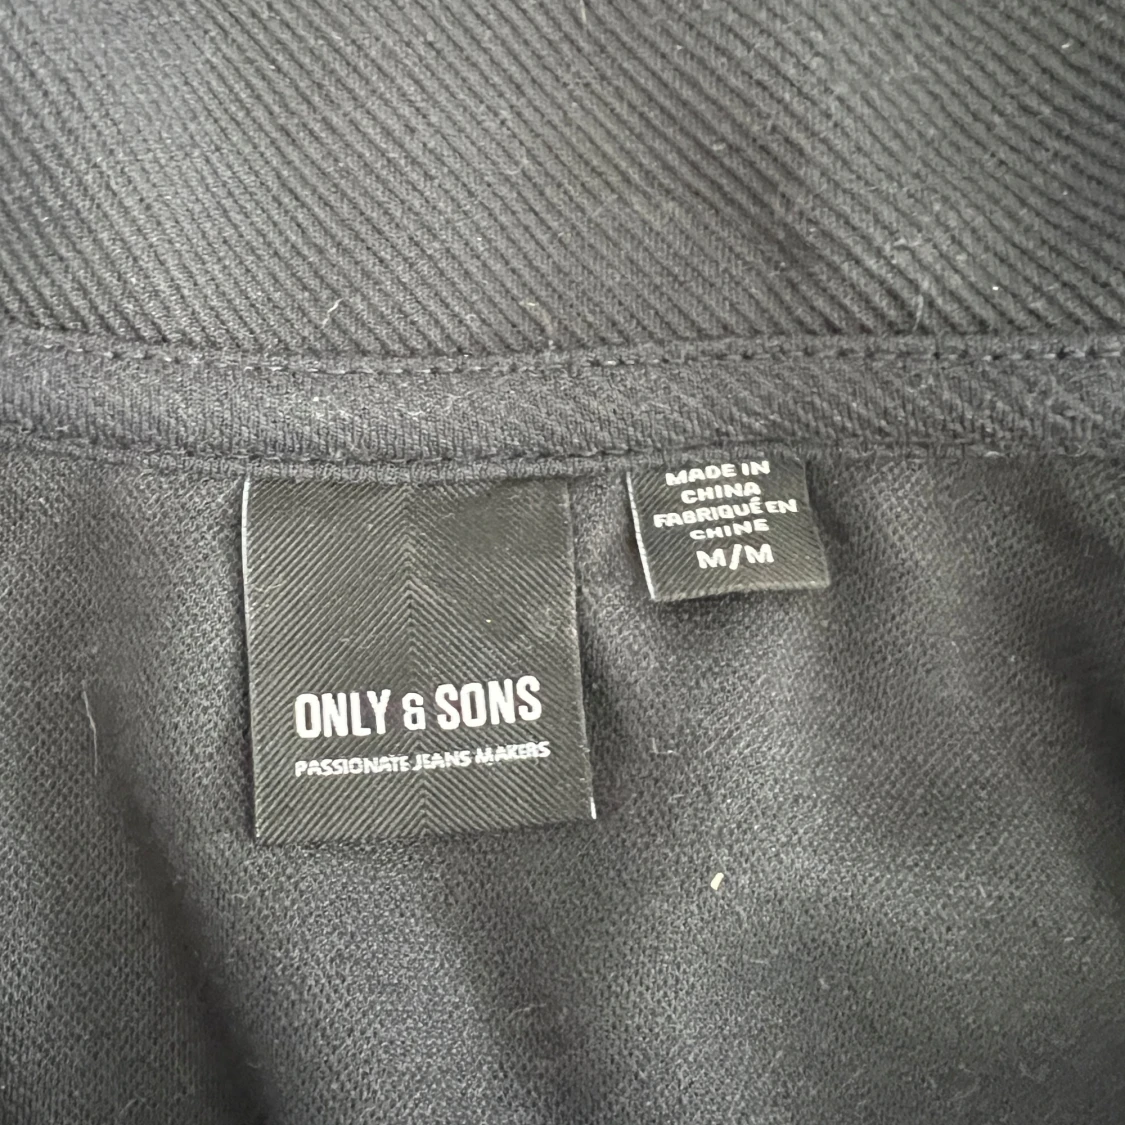 ONLY & SONS
PASSIONATE JEANS MAKERS
MADE IN
CHINA
FABRIQUÉ EN
CHINE
M/M